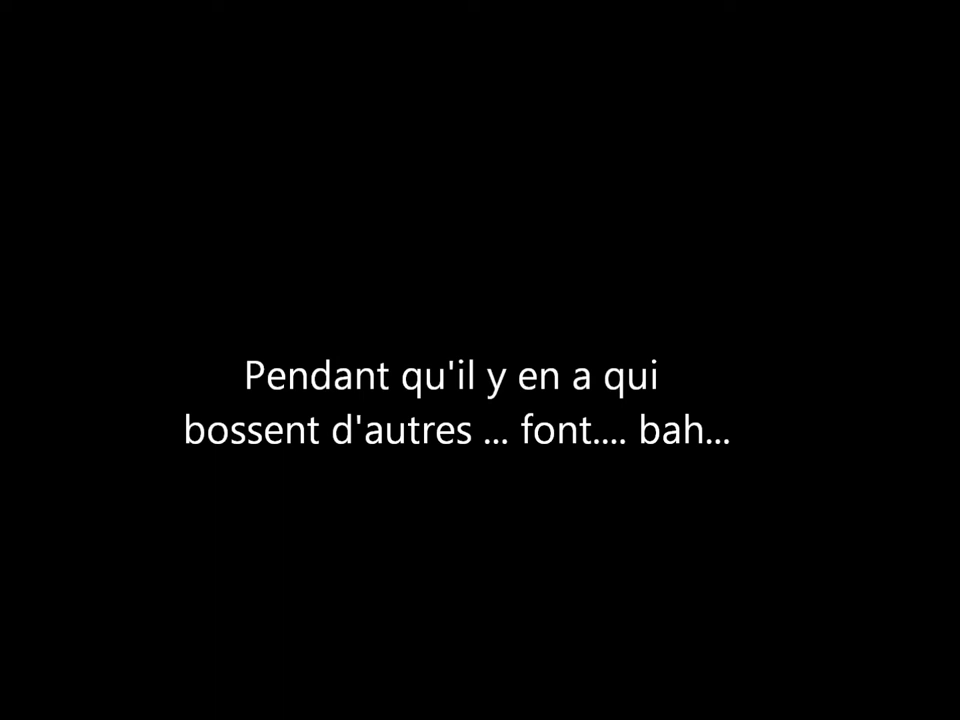 Pendant qu'il y en a qui
bossent d'autres ... font.... bah...